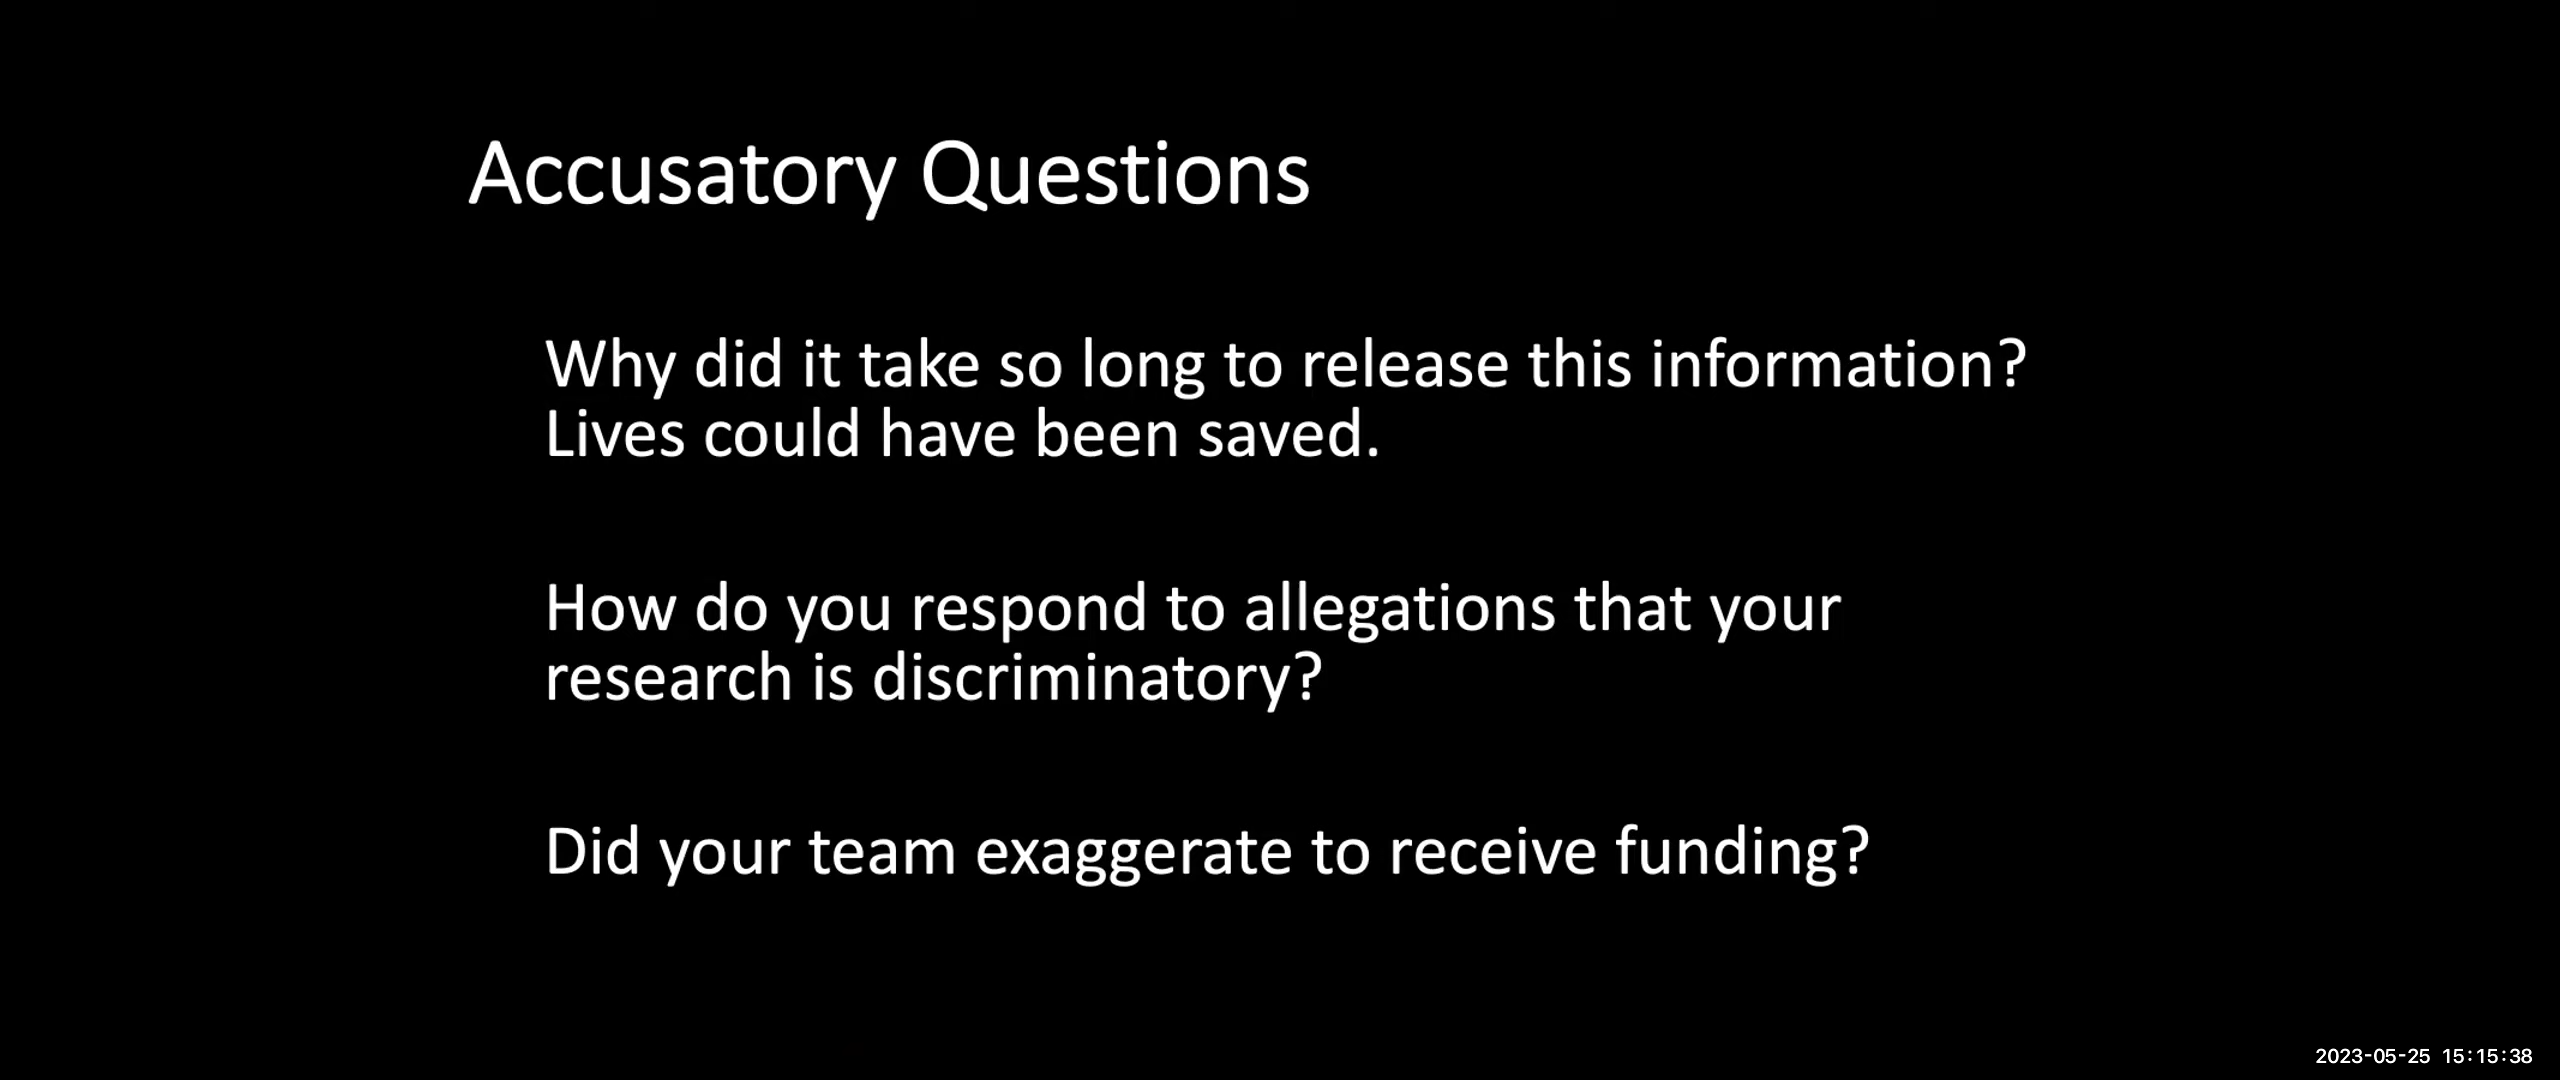 Accusatory Questions
Why did it take so long to release this information?
Lives could have been saved.
How do you respond to allegations that your
research is discriminatory?
Did your team exaggerate to receive funding?
2023-05-25 15:15:38